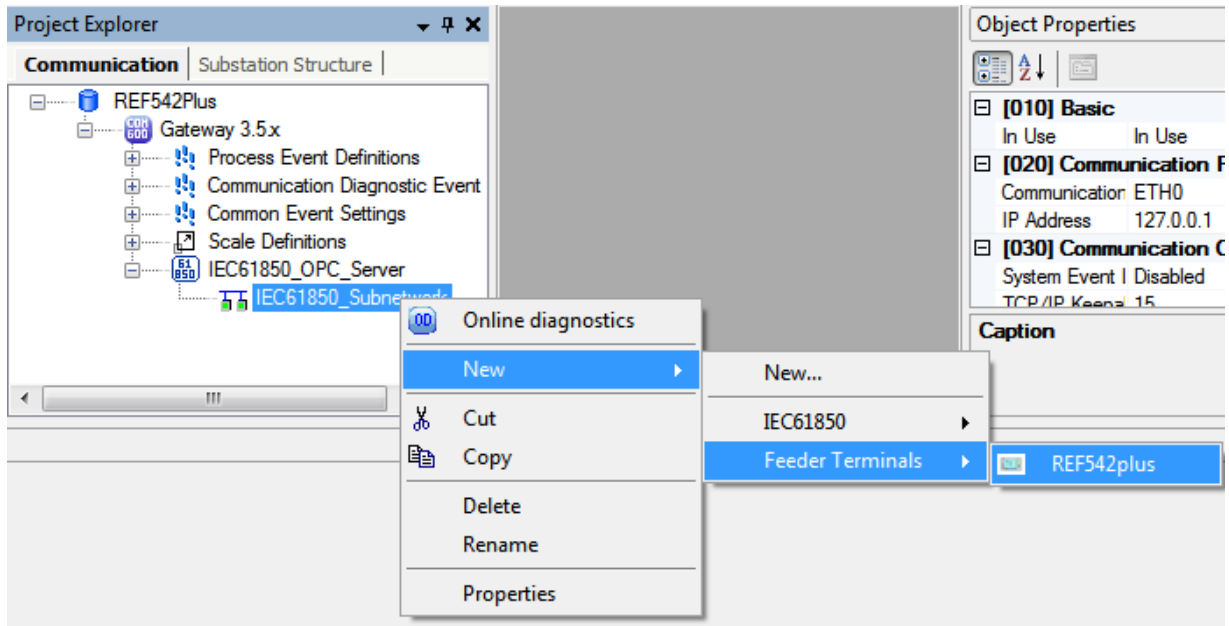 Project Explorer
Communication
Substation Structure
REF542Plus
Gateway 3.5.x
Process Event Definitions
Communication Diagnostic Event
Common Event Settings
Scale Definitions
IEC61850_OPC_Server
IEC61850_Subnetwork
Online diagnostics
New
Cut
Copy
Delete
Rename
Properties
New...
IEC61850
Feeder Terminals
REF542plus
Object Properties
[010] Basic
In Use In Use
[020] Communication P
Communication ETH0
IP Address 127.0.0.1
[030] Communication C
System Event Disabled
TCP/IP 15
Caption